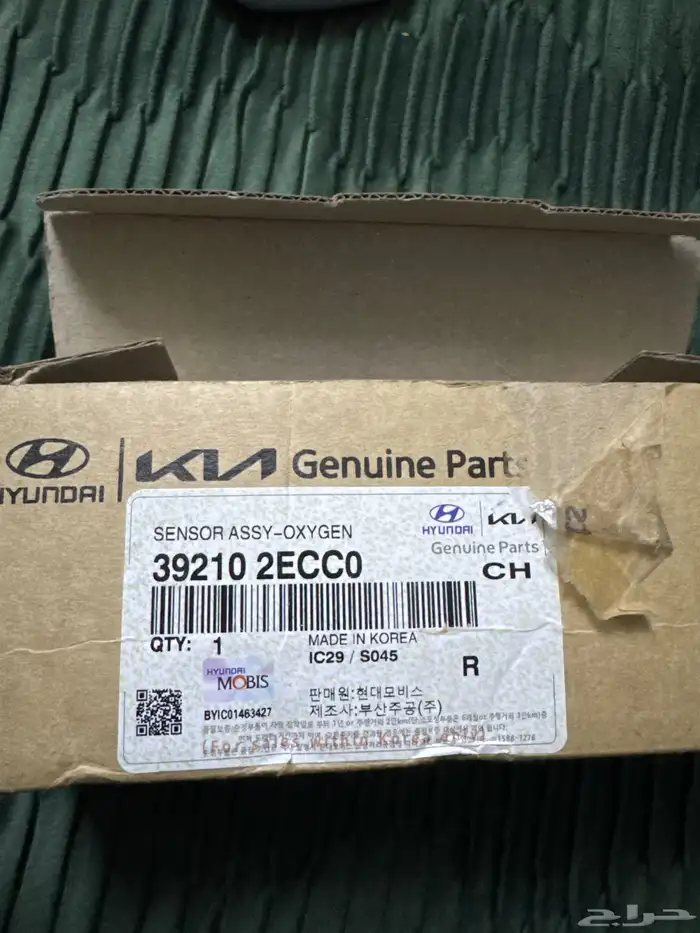 HYUNDAI | KIA Genuine Parts
SENSOR ASSY-OXYGEN
HYUNDAI | KIA
Genuine Parts
39210 2ECC0
CH
QTY: 1
MADE IN KOREA
IC29 / S045
R
HYUNDAI
MOBIS
BYIC01463427
판매원:현대모비스
제조사:부산주공(주)
حراج